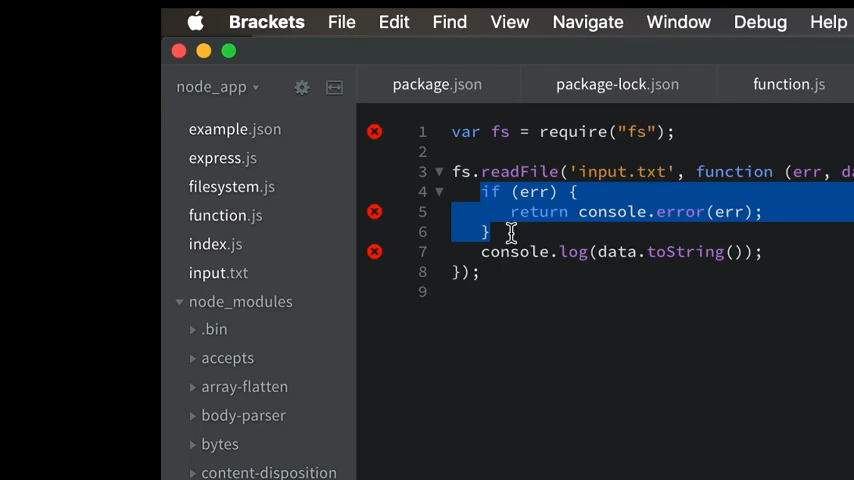 Brackets File Edit Find View Navigate Window Debug Help
node_app package.json package-lock.json function.js
example.json
express.js
filesystem.js
function.js
index.js
input.txt
node_modules
.bin
accepts
array-flatten
body-parser
bytes
content-disposition
1 var fs = require("fs");
2
3 fs.readFile('input.txt', function (err, da
4 if (err) {
5 return console.error(err);
6 }
7 console.log(data.toString());
8 });
9